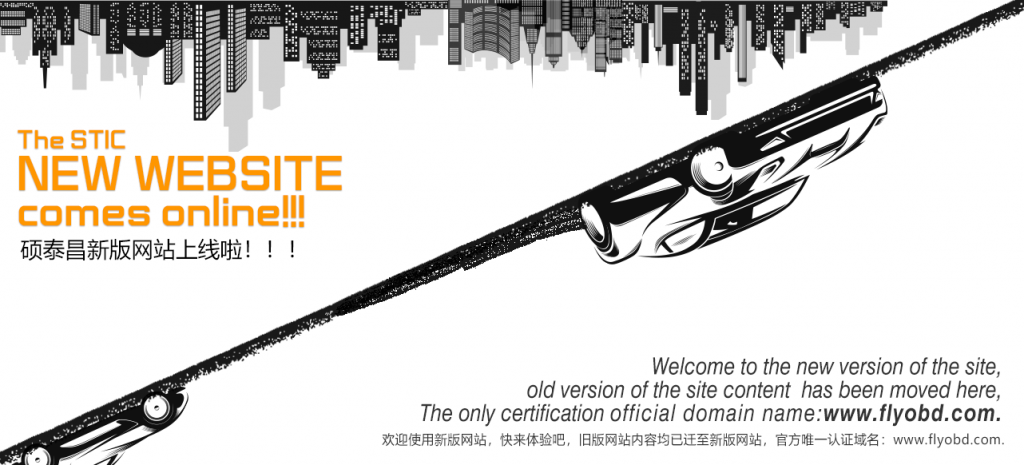 The STIC
NEW WEBSITE
comes online!!!
硕泰昌新版网站上线啦！！！
Welcome to the new version of the site,
old version of the site content has been moved here,
The only certification official domain name:www.flyobd.com.
欢迎使用新版网站，快来体验吧，旧版网站内容均已迁至新版网站，官方唯一认证域名：www.flyobd.com.